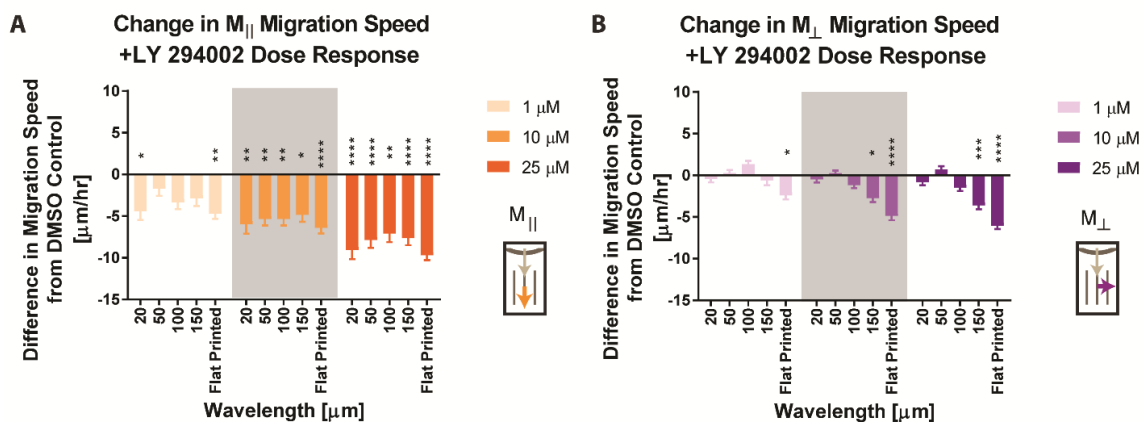 A
Change in M|| Migration Speed
+LY 294002 Dose Response
Difference in Migration Speed
from DMSO Control
[μm/hr]
10
5
0
-5
-10
-15
*
**
**
**
**
*
****
****
****
**
****
****
20
50
100
150
Flat Printed
20
50
100
150
Flat Printed
20
50
100
150
Flat Printed
Wavelength [μm]
1 μM
10 μM
25 μM
M||
B
Change in M⊥ Migration Speed
+LY 294002 Dose Response
Difference in Migration Speed
from DMSO Control
[μm/hr]
10
5
0
-5
-10
-15
*
*
****
***
****
20
50
100
150
Flat Printed
20
50
100
150
Flat Printed
20
50
100
150
Flat Printed
Wavelength [μm]
1 μM
10 μM
25 μM
M⊥